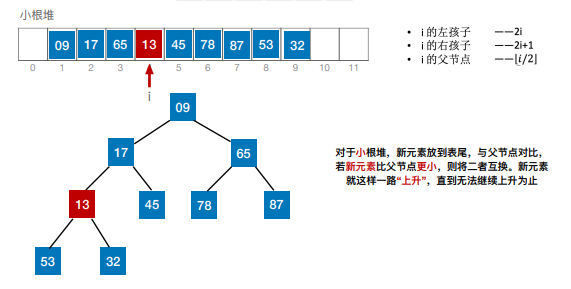 小根堆
09 17 65 13 45 78 87 53 32
0 1 2 3 4 5 6 7 8 9 10 11
i
• i 的左孩子 ——2i
• i 的右孩子 ——2i+1
• i 的父节点 ——⌊i/2⌋
09
17 65
13 45 78 87
53 32
对于小根堆，新元素放到表尾，与父节点对比，
若新元素比父节点更小，则将二者互换。新元素
就这样一路“上升”，直到无法继续上升为止